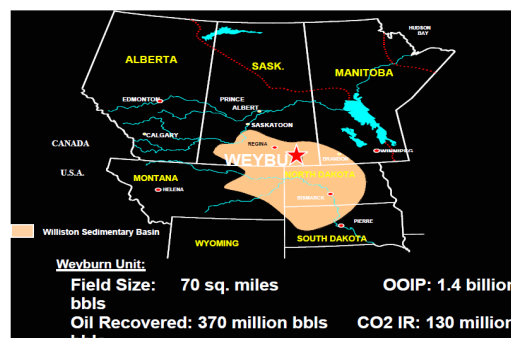 HUDSON
BAY
ALBERTA
SASK.
MANITOBA
EDMONTON
PRINCE
ALBERT
SASKATOON
CALGARY
REGINA
WINNIPEG
CANADA
WEYBU
BRANDON
U.S.A.
MONTANA
NORTH DAKOTA
HELENA
BISMARCK
PIERRE
Williston Sedimentary Basin
WYOMING
SOUTH DAKOTA
Weyburn Unit:
Field Size: 70 sq. miles OOIP: 1.4 billion
bbls
Oil Recovered: 370 million bbls CO2 IR: 130 million
bbls